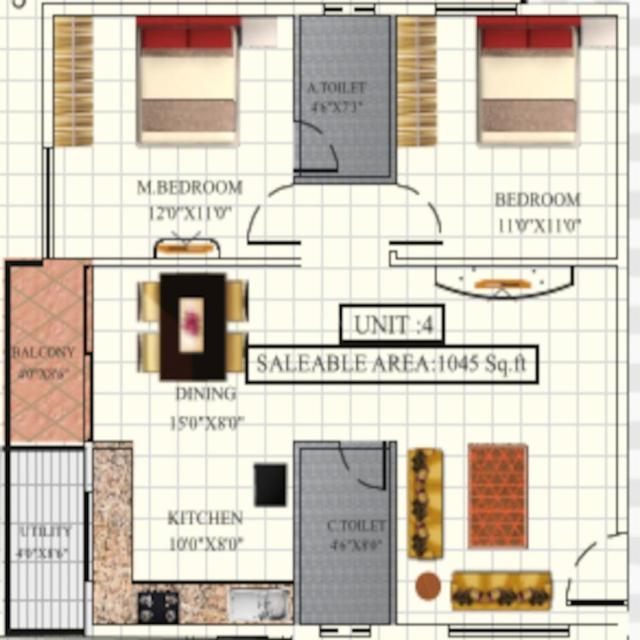 A.TOILET
4'6"X7'3"
M.BEDROOM
12'0"X11'0"
BEDROOM
11'0"X11'0"
UNIT :4
SALEABLE AREA:1045 Sq.ft
BALCONY
4'0"X8'6"
DINING
15'0"X8'0"
KITCHEN
10'0"X8'0"
C.TOILET
4'6"X8'0"
UTILITY
4'0"X8'6"